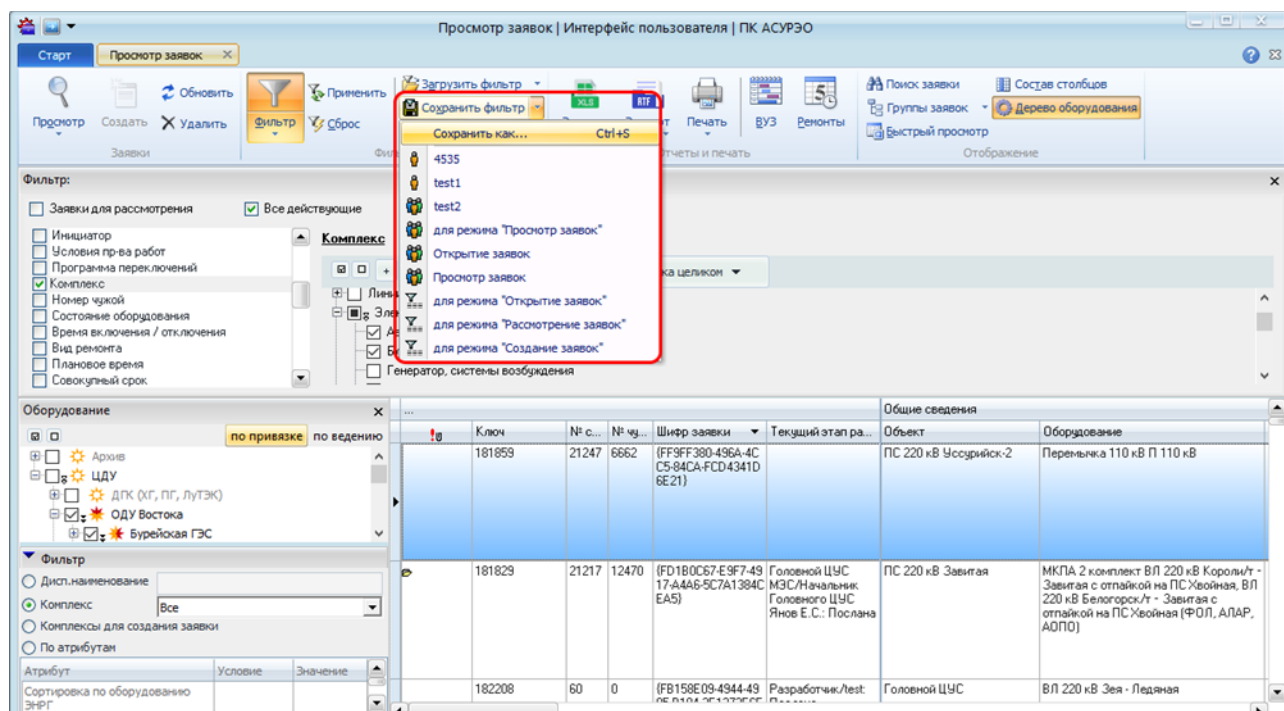 Просмотр заявок | Интерфейс пользователя | ПК АСУРЭО
Старт
Просмотр заявок
Просмотр
Создать
Обновить
Удалить
Заявки
Фильтр
Применить
Сброс
Загрузить фильтр
Сохранить фильтр
XLS
RTF
Печать
ВУЗ
Ремонты
Отчеты и печать
Поиск заявки
Группы заявок
Быстрый просмотр
Состав столбцов
Дерево оборудования
Отображение
Сохранить как... Ctrl+S
4535
test1
test2
для режима "Просмотр заявок"
Открытие заявок
Просмотр заявок
для режима "Открытие заявок"
для режима "Рассмотрение заявок"
для режима "Создание заявок"
Фильтр:
Заявки для рассмотрения
Все действующие
Инициатор
Условия пр-ва работ
Программа переключений
Комплекс
Номер чужой
Состояние оборудования
Время включения / отключения
Вид ремонта
Плановое время
Совокупный срок
Комплекс
целиком
Генератор, системы возбуждения
Оборудование
по привязке по ведению
Архив
ЦДУ
ДГК (ХГ, ПГ, ЛуТЭК)
ОДУ Востока
Бурейская ГЭС
Фильтр
Дисп.наименование
Комплекс Все
Комплексы для создания заявки
По атрибутам
Атрибут Условие Значение
Сортировка по оборудованию
ЭНРГ
... Общие сведения
Ключ № с... № чу... Шифр заявки Текущий этап ра... Объект Оборудование
181859 21247 6662 {FF9FF380-496A-4C
C5-84CA-FCD4341D
6E21}
ПС 220 кВ Уссурийск-2 Перемычка 110 кВ П 110 кВ
181829 21217 12470 {FD1B0C67-E9F7-49
17-A4A6-5C7A1384C
EA5}
Головной ЦУС
МЭС/Начальник
Головного ЦУС
Янов Е.С.: Послана
ПС 220 кВ Завитая
МКПА 2 комплект ВЛ 220 кВ Короли/т -
Завитая с отпайкой на ПС Хвойная, ВЛ
220 кВ Белогорск/т - Завитая с
отпайкой на ПС Хвойная (ФОЛ, АЛАР,
АОПО)
182208 60 0 {FB158E09-4944-49 Разработчик/test: Головной ЦУС ВЛ 220 кВ Зея - Ледяная